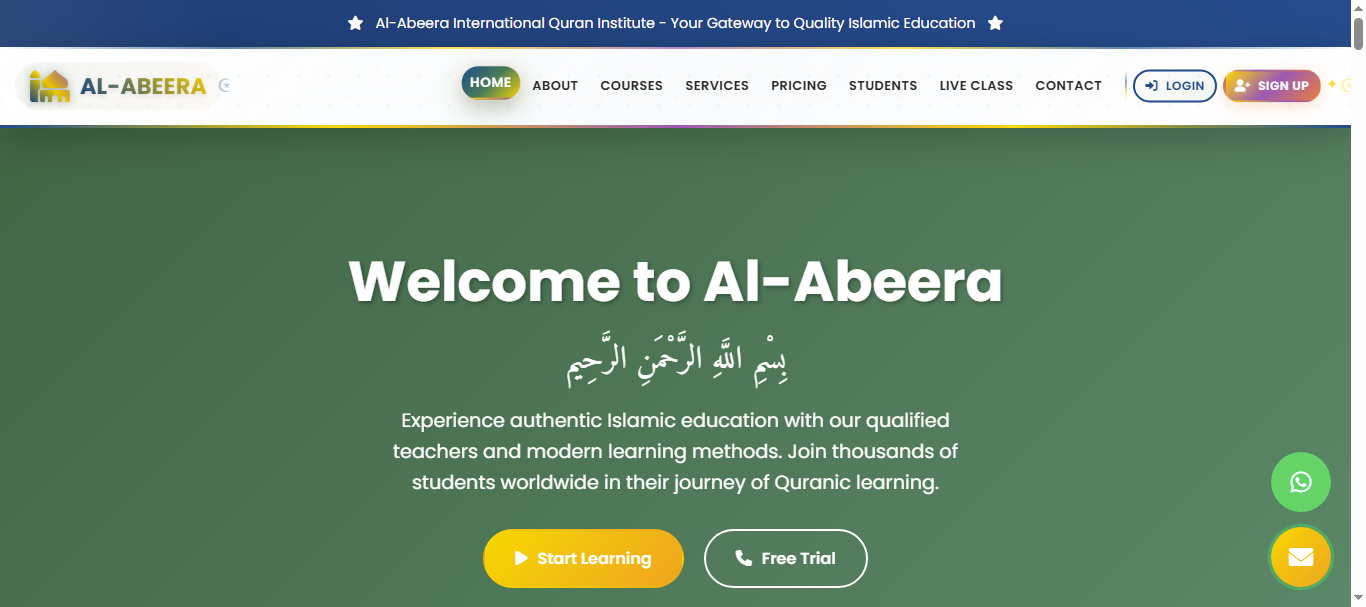 Al-Abeera International Quran Institute - Your Gateway to Quality Islamic Education
AL-ABEERA
HOME ABOUT COURSES SERVICES PRICING STUDENTS LIVE CLASS CONTACT LOGIN SIGN UP
Welcome to Al-Abeera
بِسْمِ اللَّهِ الرَّحْمَنِ الرَّحِيم
Experience authentic Islamic education with our qualified
teachers and modern learning methods. Join thousands of
students worldwide in their journey of Quranic learning.
Start Learning
Free Trial